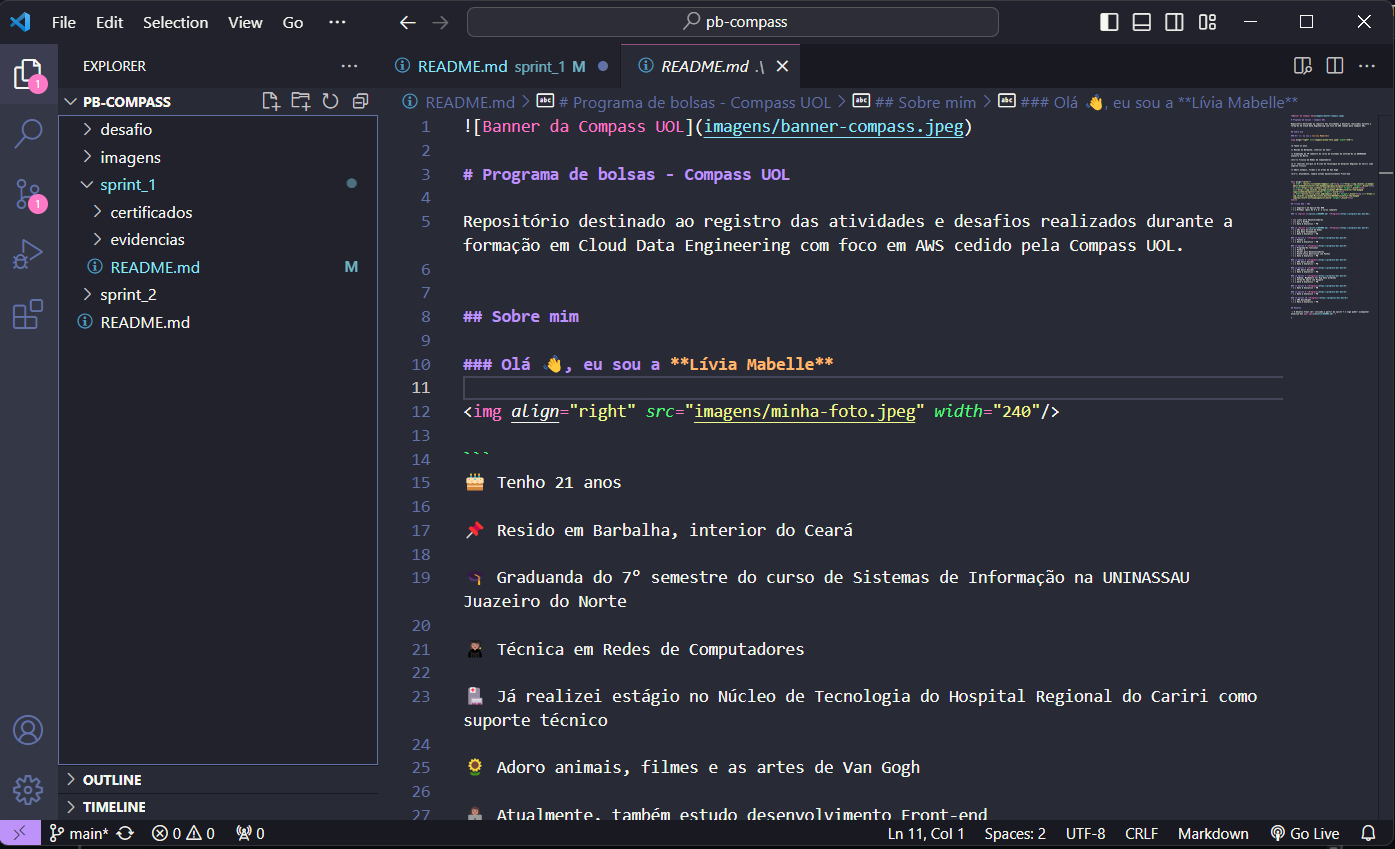 File Edit Selection View Go ··· pb-compass
EXPLORER ···
README.md sprint_1 M README.md .\
PB-COMPASS
README.md > # Programa de bolsas - Compass UOL > ## Sobre mim > ### Olá 👋, eu sou a **Lívia Mabelle**
desafio
imagens
sprint_1
certificados
evidencias
README.md M
sprint_2
README.md
OUTLINE
TIMELINE
1 ![Banner da Compass UOL](imagens/banner-compass.jpeg)
2
3 # Programa de bolsas - Compass UOL
4
5 Repositório destinado ao registro das atividades e desafios realizados durante a
formação em Cloud Data Engineering com foco em AWS cedido pela Compass UOL.
6
7
8 ## Sobre mim
9
10 ### Olá 👋, eu sou a **Lívia Mabelle**
11
12 <img align="right" src="imagens/minha-foto.jpeg" width="240"/>
13
14 ```
15 🎂 Tenho 21 anos
16
17 📌 Resido em Barbalha, interior do Ceará
18
19 🎓 Graduanda do 7º semestre do curso de Sistemas de Informação na UNINASSAU
Juazeiro do Norte
20
21 Técnica em Redes de Computadores
22
23 🏥 Já realizei estágio no Núcleo de Tecnologia do Hospital Regional do Cariri como
suporte técnico
24
25 🌻 Adoro animais, filmes e as artes de Van Gogh
26
27 Atualmente, também estudo desenvolvimento Front-end
1
1
main* 0 0 0 Ln 11, Col 1 Spaces: 2 UTF-8 CRLF Markdown Go Live